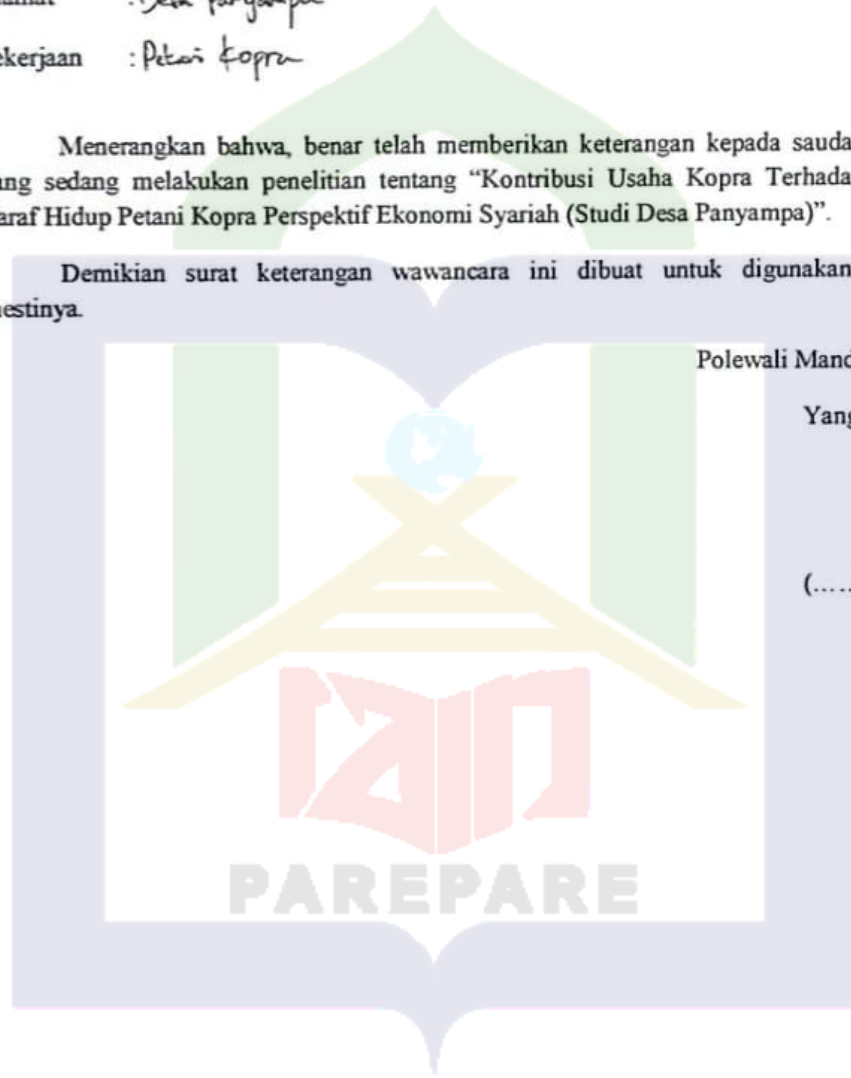 : Desa Panyampa
ekerjaan : Petani Kopra
Menerangkan bahwa, benar telah memberikan keterangan kepada sauda
ang sedang melakukan penelitian tentang “Kontribusi Usaha Kopra Terhada
araf Hidup Petani Kopra Perspektif Ekonomi Syariah (Studi Desa Panyampa)”.
Demikian surat keterangan wawancara ini dibuat untuk digunakan
estinya.
Polewali Mand
Yang
(.....
iain
PAREPARE